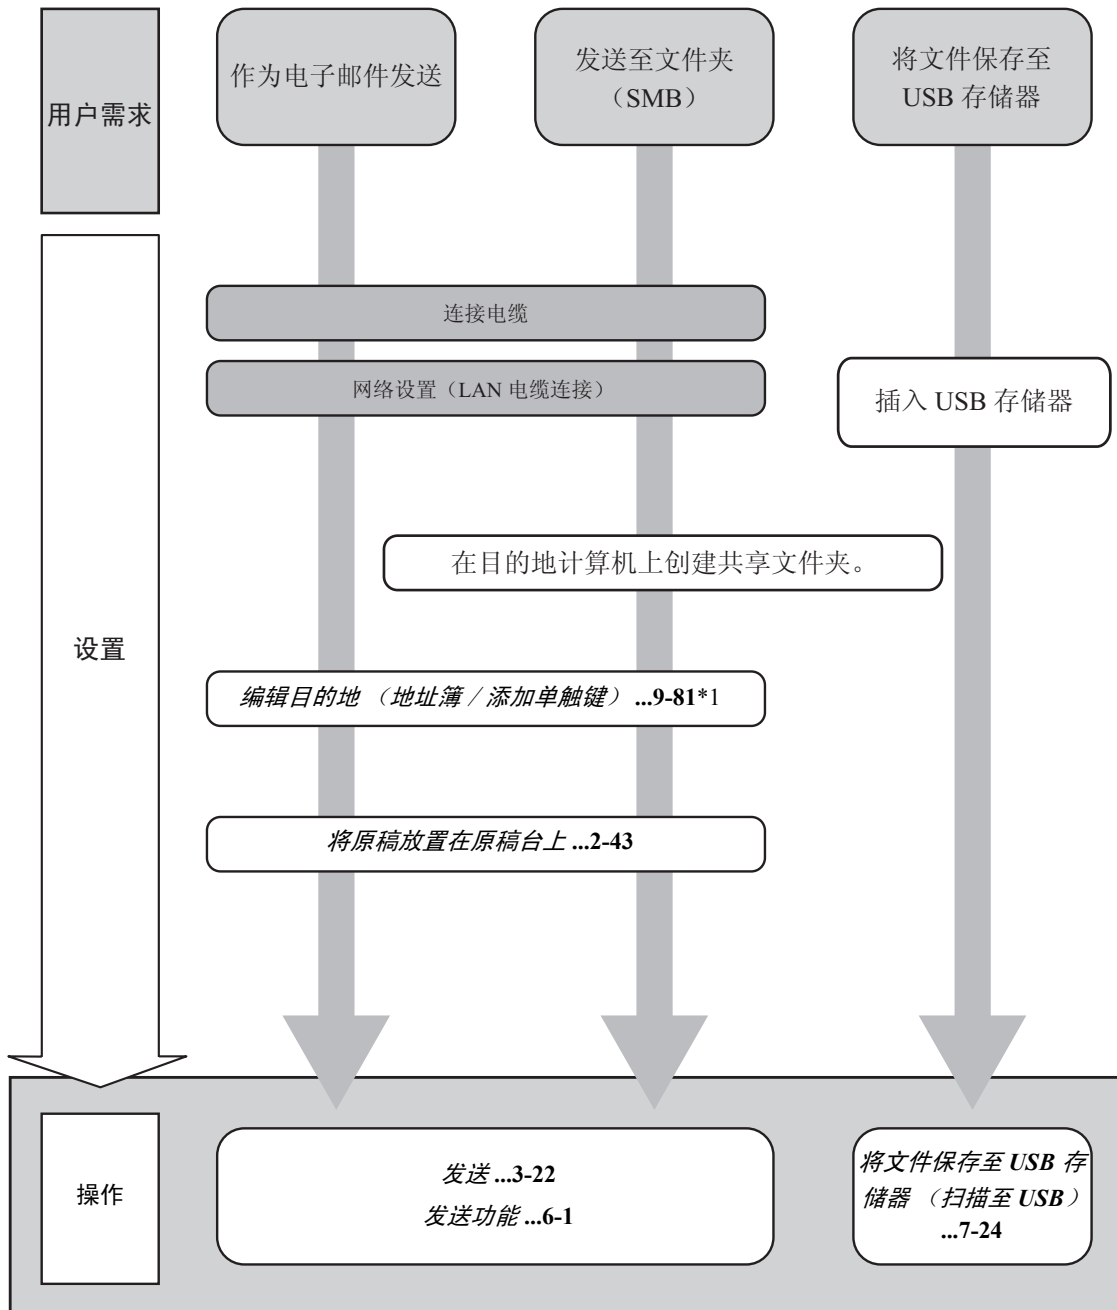 用户需求
作为电子邮件发送
发送至文件夹
（SMB）
将文件保存至
USB 存储器
连接电缆
网络设置（LAN 电缆连接）
插入 USB 存储器
在目的地计算机上创建共享文件夹。
设置
编辑目的地 （地址簿 / 添加单触键） ...9-81*1
将原稿放置在原稿台上 ...2-43
操作
发送 ...3-22
发送功能 ...6-1
将文件保存至 USB 存
储器 （扫描至 USB）
...7-24